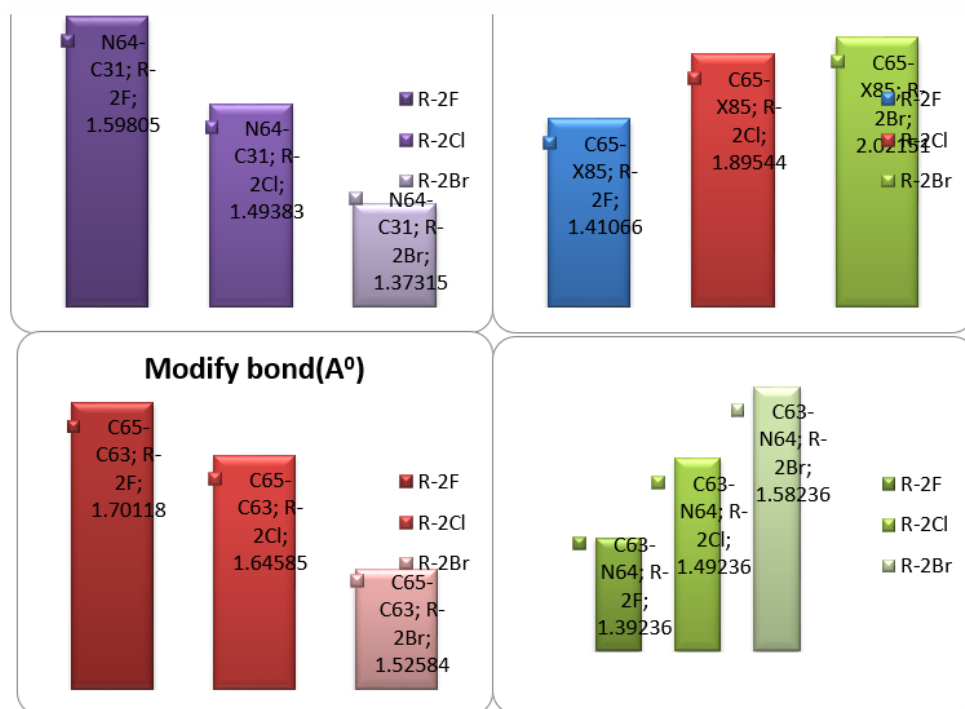 N64-
C31; R-
2F;
1.59805
N64-
C31; R-
2Cl;
1.49383
N64-
C31; R-
2Br;
1.37315
R-2F
R-2Cl
R-2Br
C65-
X85; R-
2F;
1.41066
C65-
X85; R-
2Cl;
1.89544
C65-
X85; R-
2Br;
2.02151
R-2F
R-2Cl
R-2Br
Modify bond(A⁰)
C65-
C63; R-
2F;
1.70118
C65-
C63; R-
2Cl;
1.64585
C65-
C63; R-
2Br;
1.52584
R-2F
R-2Cl
R-2Br
C63-
N64; R-
2F;
1.39236
C63-
N64; R-
2Cl;
1.49236
C63-
N64; R-
2Br;
1.58236
R-2F
R-2Cl
R-2Br